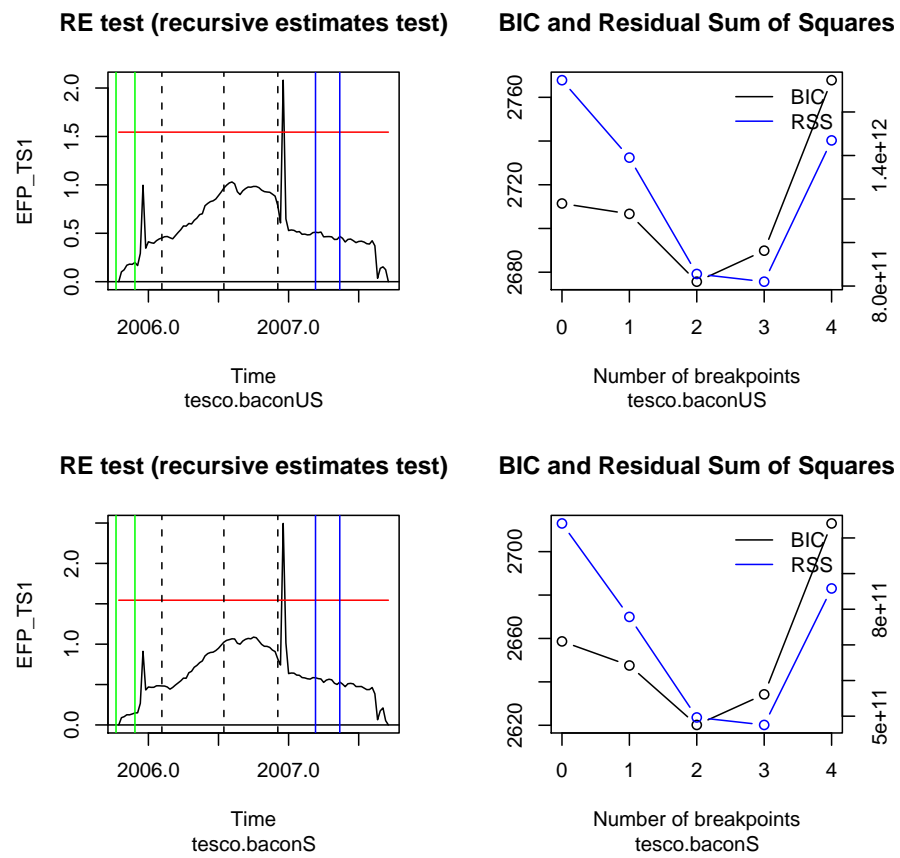 RE test (recursive estimates test)
EFP_TS1
0.0 0.5 1.0 1.5 2.0
2006.0 2007.0
Time
tesco.baconUS
BIC and Residual Sum of Squares
BIC
RSS
2680 2720 2760
8.0e+11 1.4e+12
0 1 2 3 4
Number of breakpoints
tesco.baconUS
RE test (recursive estimates test)
EFP_TS1
0.0 1.0 2.0
2006.0 2007.0
Time
tesco.baconS
BIC and Residual Sum of Squares
BIC
RSS
2620 2660 2700
5e+11 8e+11
0 1 2 3 4
Number of breakpoints
tesco.baconS